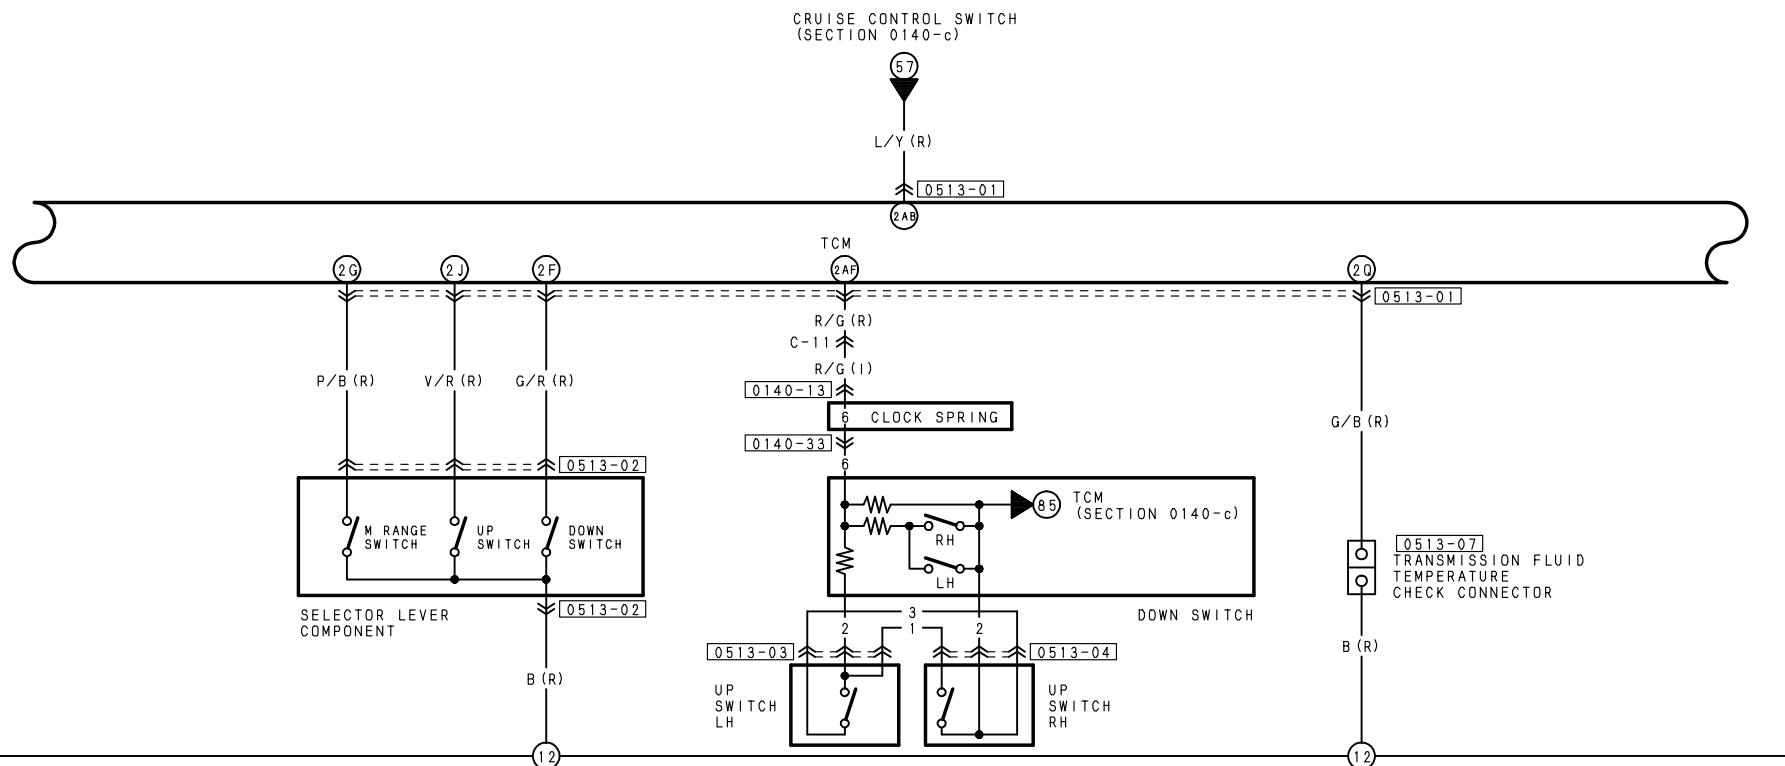 CRUISE CONTROL SWITCH
(SECTION 0140-c)
57
L/Y(R)
0513-01
2AB
TCM
2G
2J
2F
2AF
2Q
0513-01
R/G(R)
C-11
R/G(I)
P/B(R)
V/R(R)
G/R(R)
0140-13
6
CLOCK SPRING
G/B(R)
0140-33
6
0513-02
M RANGE
SWITCH
UP
SWITCH
DOWN
SWITCH
85
TCM
(SECTION 0140-c)
RH
LH
0513-07
TRANSMISSION FLUID
TEMPERATURE
CHECK CONNECTOR
0513-02
SELECTOR LEVER
COMPONENT
DOWN SWITCH
3
2
1
2
0513-03
0513-04
B(R)
B(R)
UP
SWITCH
LH
UP
SWITCH
RH
12
12